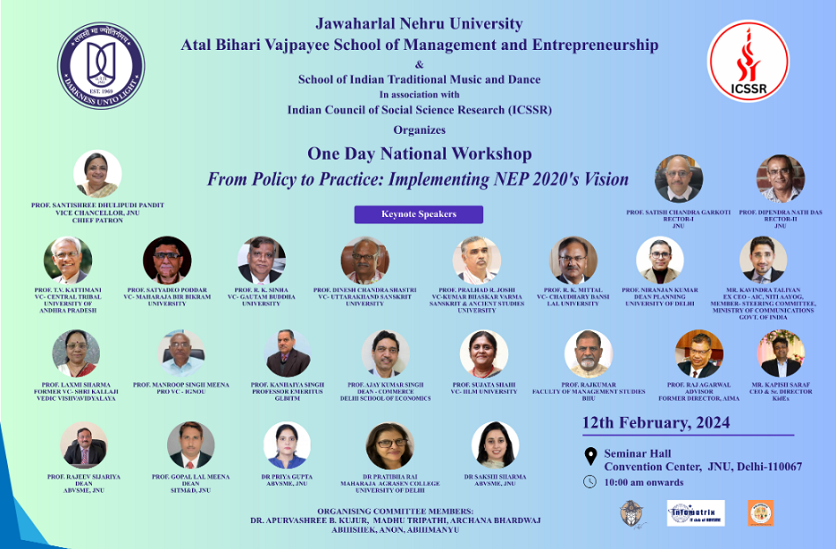 Jawaharlal Nehru University
Atal Bihari Vajpayee School of Management and Entrepreneurship
&
School of Indian Traditional Music and Dance
In association with
Indian Council of Social Science Research (ICSSR)
Organizes
One Day National Workshop
From Policy to Practice: Implementing NEP 2020's Vision
Keynote Speakers
EST. 1969
DARKNESS UNTO LIGHT
ICSSR
PROF. SANTISHREE DHULIPUDI PANDIT
VICE CHANCELLOR, JNU
CHIEF PATRON
PROF. SATISH CHANDRA GARKOTI
RECTOR-I
JNU
PROF. DIPENDRA NATH DAS
RECTOR-II
JNU
PROF. T.V. KATTIMANI
VC- CENTRAL TRIBAL
UNIVERSITY OF
ANDHRA PRADESH
PROF. SATYADEO PODDAR
VC- MAHARAJA BIR BIKRAM
UNIVERSITY
PROF. R. K. SINHA
VC- GAUTAM BUDDHA
UNIVERSITY
PROF. DINESH CHANDRA SHASTRI
VC- UTTARAKHAND SANSKRIT
UNIVERSITY
PROF. PRALHAD R. JOSHI
VC-KUMAR BHASKAR VARMA
SANSKRIT & ANCIENT STUDIES
UNIVERSITY
PROF. R. K. MITTAL
VC- CHAUDHARY BANSI
LAL UNIVERSITY
PROF. NIRANJAN KUMAR
DEAN PLANNING
UNIVERSITY OF DELHI
MR. KAVINDRA TALIYAN
EX CEO - AIC, NITI AAYOG,
MEMBER- STEERING COMMITTEE,
MINISTRY OF COMMUNICATIONS
GOVT. OF INDIA
PROF. LAXMI SHARMA
FORMER VC- SHRI KALLAJI
VEDIC VISHVAVIDYALAYA
PROF. MANROOP SINGH MEENA
PRO VC - IGNOU
PROF. KANHAIYA SINGH
PROFESSOR EMERITUS
GLBITM
PROF. AJAY KUMAR SINGH
DEAN - COMMERCE
DELHI SCHOOL OF ECONOMICS
PROF. SUJATA SHAHI
VC- IILM UNIVERSITY
PROF. RAJKUMAR
FACULTY OF MANAGEMENT STUDIES
BHU
PROF. RAJ AGARWAL
ADVISOR
FORMER DIRECTOR, AIMA
MR. KAPISH SARAF
CEO & Sr. DIRECTOR
12th February, 2024
Seminar Hall
Convention Center, JNU, Delhi-110067
10:00 am onwards
PROF. RAJEEV SIJARIYA
DEAN
ABVSME, JNU
PROF. GOPAL LAL MEENA
DEAN
SITM&D, JNU
DR PRIYA GUPTA
ABVSME, JNU
DR PRATIBHA RAI
MAHARAJA AGRASEN COLLEGE
UNIVERSITY OF DELHI
DR SAKSHI SHARMA
ABVSME, JNU
ORGANISING COMMITTEE MEMBERS:
DR. APURVASHREE B. KUJUR, MADHU TRIPATHI, ARCHANA BHARDWAJ
ABHISHEK, ANON, ABHIMANYU
Infometrix